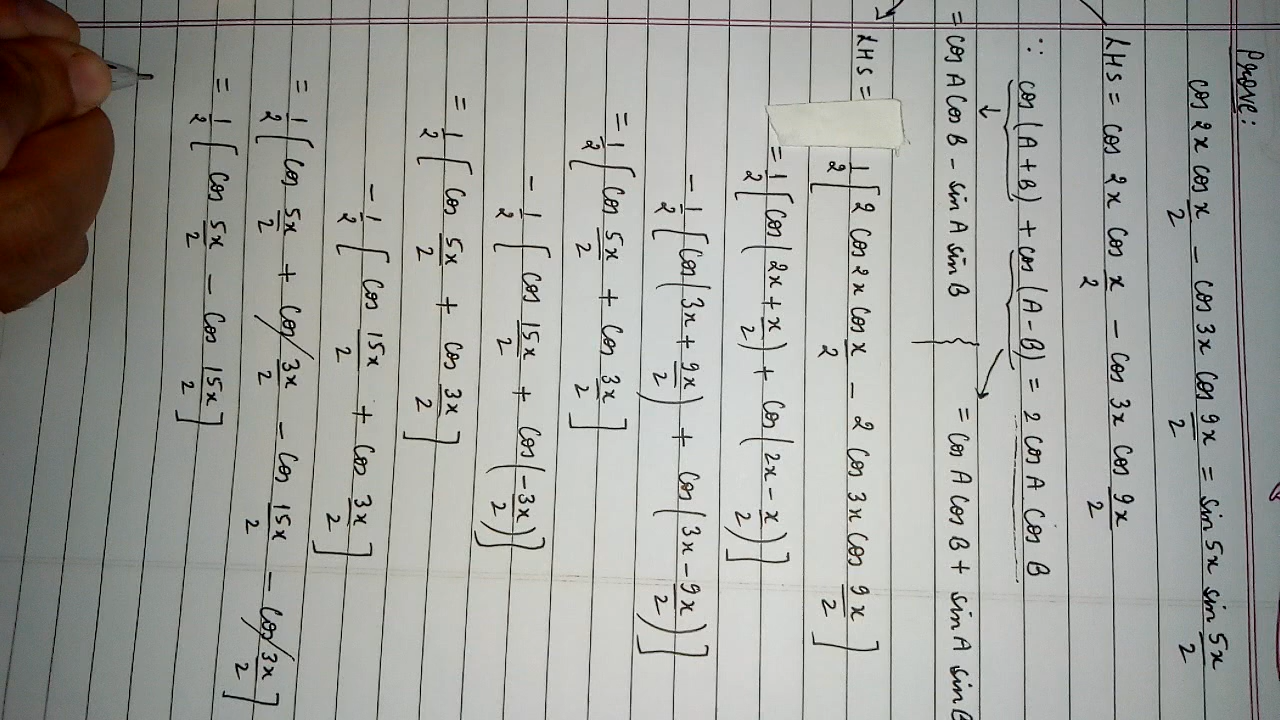 Prove:
cos 2x cos x/2 - cos 3x cos 9x/2 = sin 5x sin 5x/2
LHS = cos 2x cos x/2 - cos 3x cos 9x/2
∵ cos(A+B) + cos(A-B) = 2 cos A cos B
= cos A cos B - sin A sin B } = cos A cos B + sin A sin B
LHS = 1/2 [2 cos 2x cos x/2 - 2 cos 3x cos 9x/2]
= 1/2 [cos(2x + x/2) + cos(2x - x/2)]
- 1/2 [cos(3x + 9x/2) + cos(3x - 9x/2)]
= 1/2 [cos 5x/2 + cos 3x/2]
- 1/2 [cos 15x/2 + cos(-3x/2)]
= 1/2 [cos 5x/2 + cos 3x/2]
- 1/2 [cos 15x/2 + cos 3x/2]
= 1/2 [cos 5x/2 + cos 3x/2 - cos 15x/2 - cos 3x/2]
= 1/2 [cos 5x/2 - cos 15x/2]